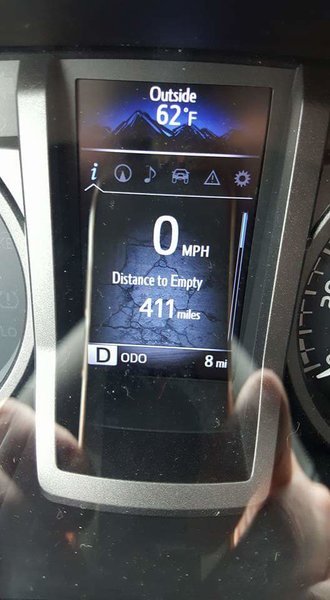 Outside
62°F
i
0 MPH
Distance to Empty
411 miles
D ODO 8 mi